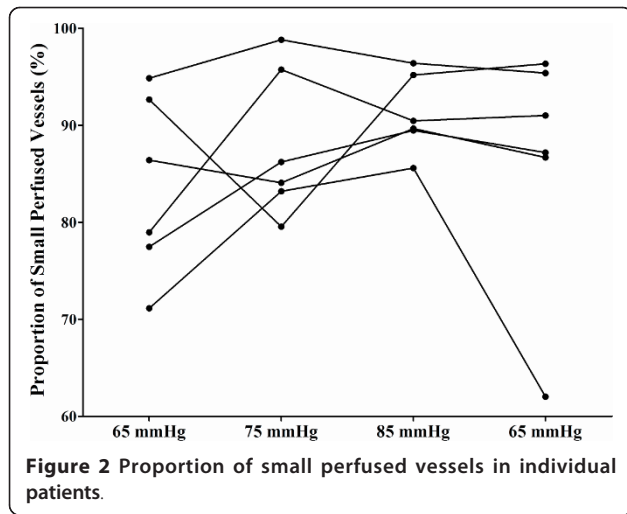 Proportion of Small Perfused Vessels (%)
100
90
80
70
60
65 mmHg 75 mmHg 85 mmHg 65 mmHg
Figure 2 Proportion of small perfused vessels in individual
patients.